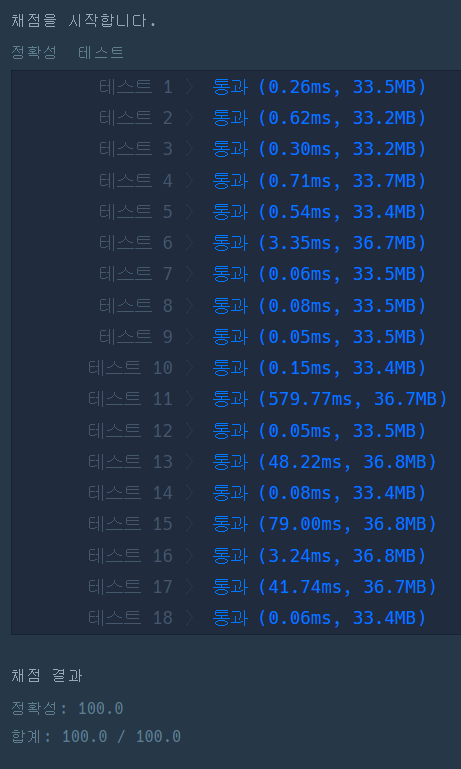 채점을 시작합니다.
정확성 테스트
테스트 1 〉 통과 (0.26ms, 33.5MB)
테스트 2 〉 통과 (0.62ms, 33.2MB)
테스트 3 〉 통과 (0.30ms, 33.2MB)
테스트 4 〉 통과 (0.71ms, 33.7MB)
테스트 5 〉 통과 (0.54ms, 33.4MB)
테스트 6 〉 통과 (3.35ms, 36.7MB)
테스트 7 〉 통과 (0.06ms, 33.5MB)
테스트 8 〉 통과 (0.08ms, 33.5MB)
테스트 9 〉 통과 (0.05ms, 33.5MB)
테스트 10 〉 통과 (0.15ms, 33.4MB)
테스트 11 〉 통과 (579.77ms, 36.7MB)
테스트 12 〉 통과 (0.05ms, 33.5MB)
테스트 13 〉 통과 (48.22ms, 36.8MB)
테스트 14 〉 통과 (0.08ms, 33.4MB)
테스트 15 〉 통과 (79.00ms, 36.8MB)
테스트 16 〉 통과 (3.24ms, 36.8MB)
테스트 17 〉 통과 (41.74ms, 36.7MB)
테스트 18 〉 통과 (0.06ms, 33.4MB)
채점 결과
정확성: 100.0
합계: 100.0 / 100.0